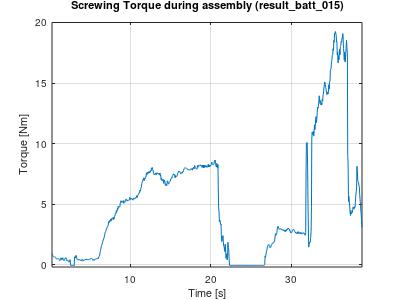 Screwing Torque during assembly (result_batt_015)
20
15
10
5
0
Torque [Nm]
10
20
30
Time [s]